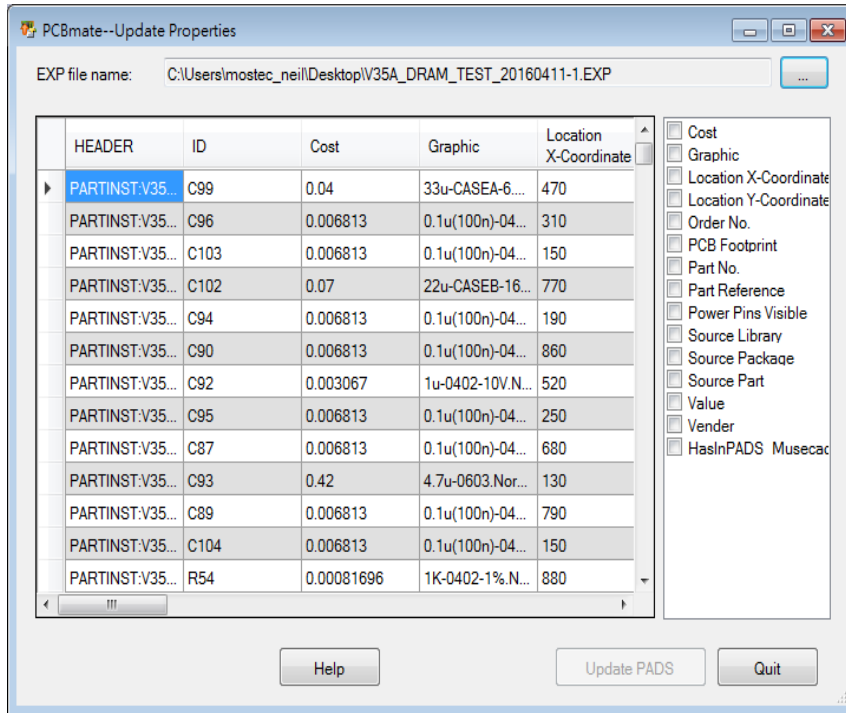 PCBmate--Update Properties
EXP file name: C:\Users\mostec_neil\Desktop\V35A_DRAM_TEST_20160411-1.EXP ...
HEADER ID Cost Graphic Location X-Coordinate
PARTINST:V35... C99 0.04 33u-CASEA-6.... 470
PARTINST:V35... C96 0.006813 0.1u(100n)-04... 310
PARTINST:V35... C103 0.006813 0.1u(100n)-04... 150
PARTINST:V35... C102 0.07 22u-CASEB-16... 770
PARTINST:V35... C94 0.006813 0.1u(100n)-04... 190
PARTINST:V35... C90 0.006813 0.1u(100n)-04... 860
PARTINST:V35... C92 0.003067 1u-0402-10V.N... 520
PARTINST:V35... C95 0.006813 0.1u(100n)-04... 250
PARTINST:V35... C87 0.006813 0.1u(100n)-04... 680
PARTINST:V35... C93 0.42 4.7u-0603.Nor... 130
PARTINST:V35... C89 0.006813 0.1u(100n)-04... 790
PARTINST:V35... C104 0.006813 0.1u(100n)-04... 150
PARTINST:V35... R54 0.00081696 1K-0402-1%.N... 880
Cost
Graphic
Location X-Coordinate
Location Y-Coordinate
Order No.
PCB Footprint
Part No.
Part Reference
Power Pins Visible
Source Library
Source Package
Source Part
Value
Vender
HasInPADS Musecad
Help Update PADS Quit